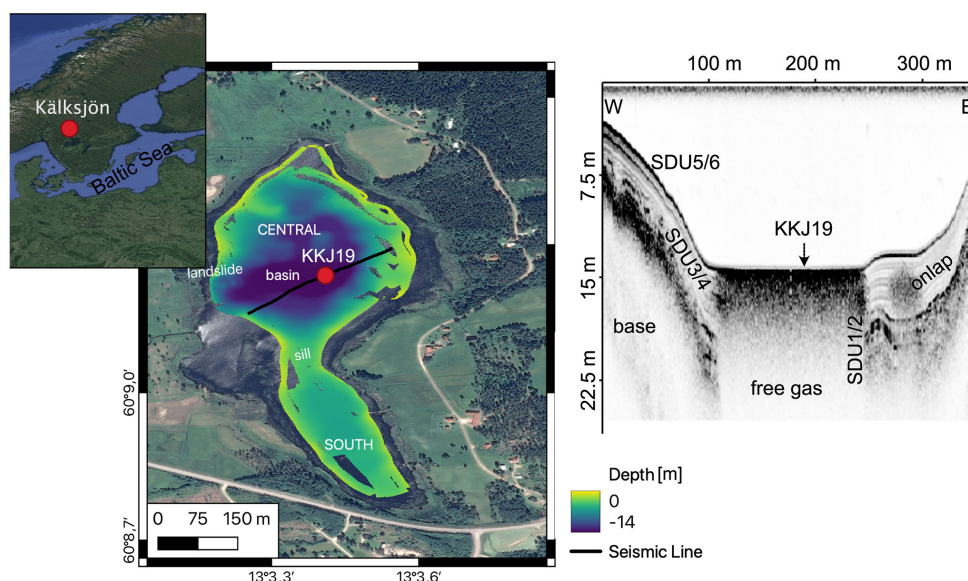 Kälksjön
Baltic Sea
CENTRAL
KKJ19
landslide
basin
sill
SOUTH
60°9,0'
60°8,7'
0 75 150 m
13°3.3'
13°3.6'
100 m 200 m 300 m
W
E
7.5 m
15 m
22.5 m
SDU5/6
KKJ19
SDU3/4
onlap
SDU1/2
base
free gas
Depth [m]
0
-14
Seismic Line